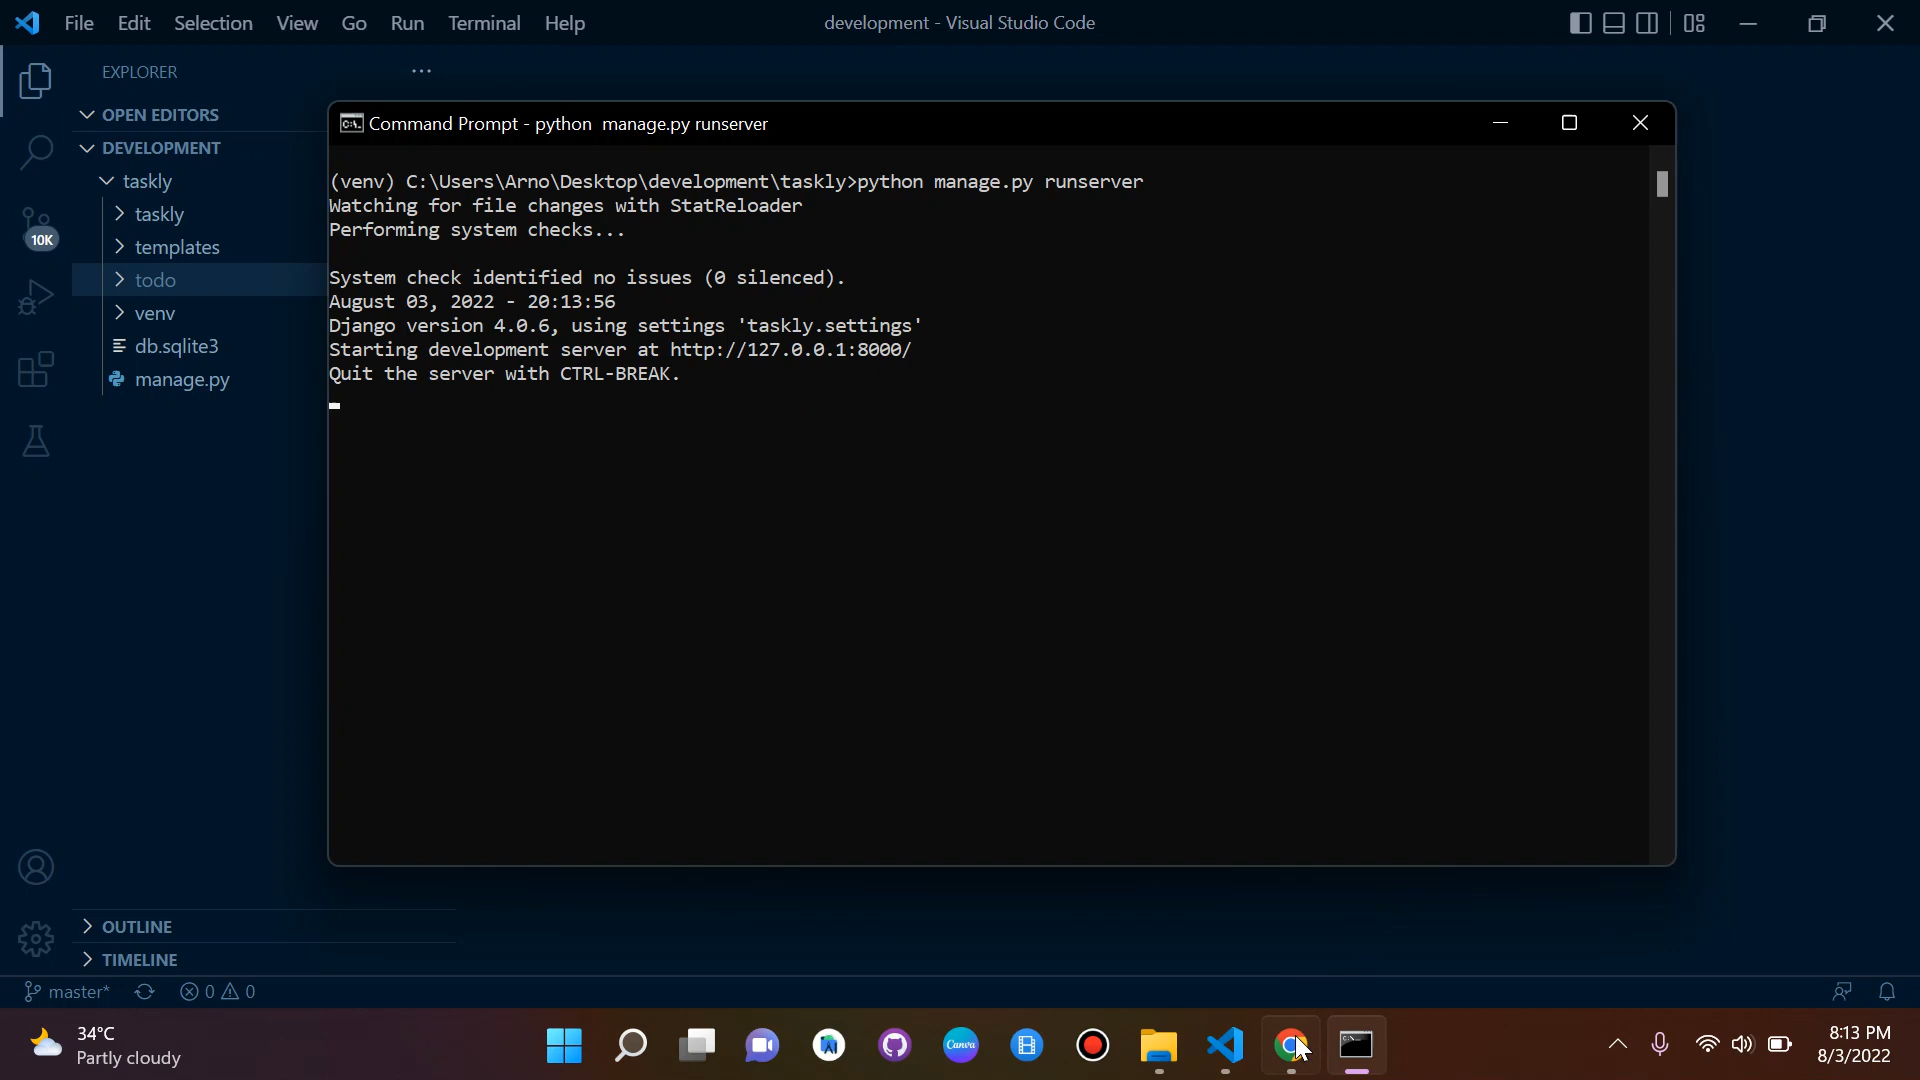 File Edit Selection View Go Run Terminal Help
development - Visual Studio Code
EXPLORER
OPEN EDITORS
DEVELOPMENT
taskly
taskly
templates
todo
venv
db.sqlite3
manage.py
10K
Command Prompt - python  manage.py runserver
(venv) C:\Users\Arno\Desktop\development\taskly>python manage.py runserver
Watching for file changes with StatReloader
Performing system checks...
System check identified no issues (0 silenced).
August 03, 2022 - 20:13:56
Django version 4.0.6, using settings 'taskly.settings'
Starting development server at http://127.0.0.1:8000/
Quit the server with CTRL-BREAK.
OUTLINE
TIMELINE
master* 0 0
34°C
Partly cloudy
Canva
8:13 PM
8/3/2022